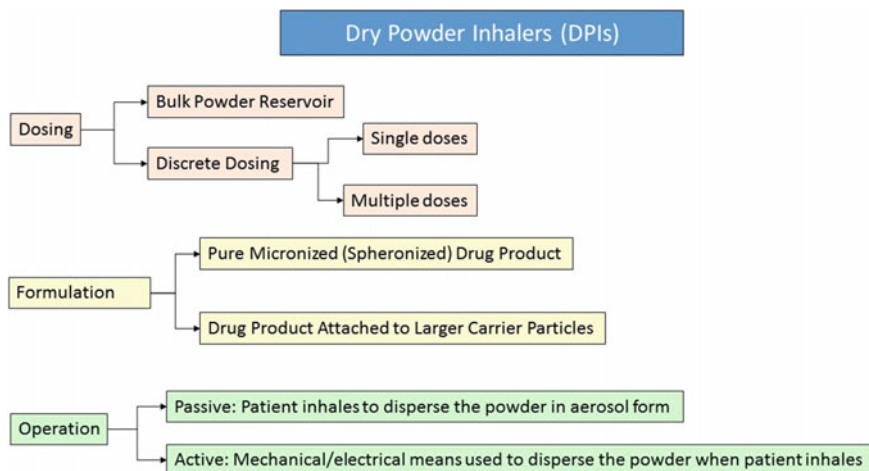 Dry Powder Inhalers (DPIs)
Bulk Powder Reservoir
Dosing
Single doses
Discrete Dosing
Multiple doses
Pure Micronized (Spheronized) Drug Product
Formulation
Drug Product Attached to Larger Carrier Particles
Passive: Patient inhales to disperse the powder in aerosol form
Operation
Active: Mechanical/electrical means used to disperse the powder when patient inhales